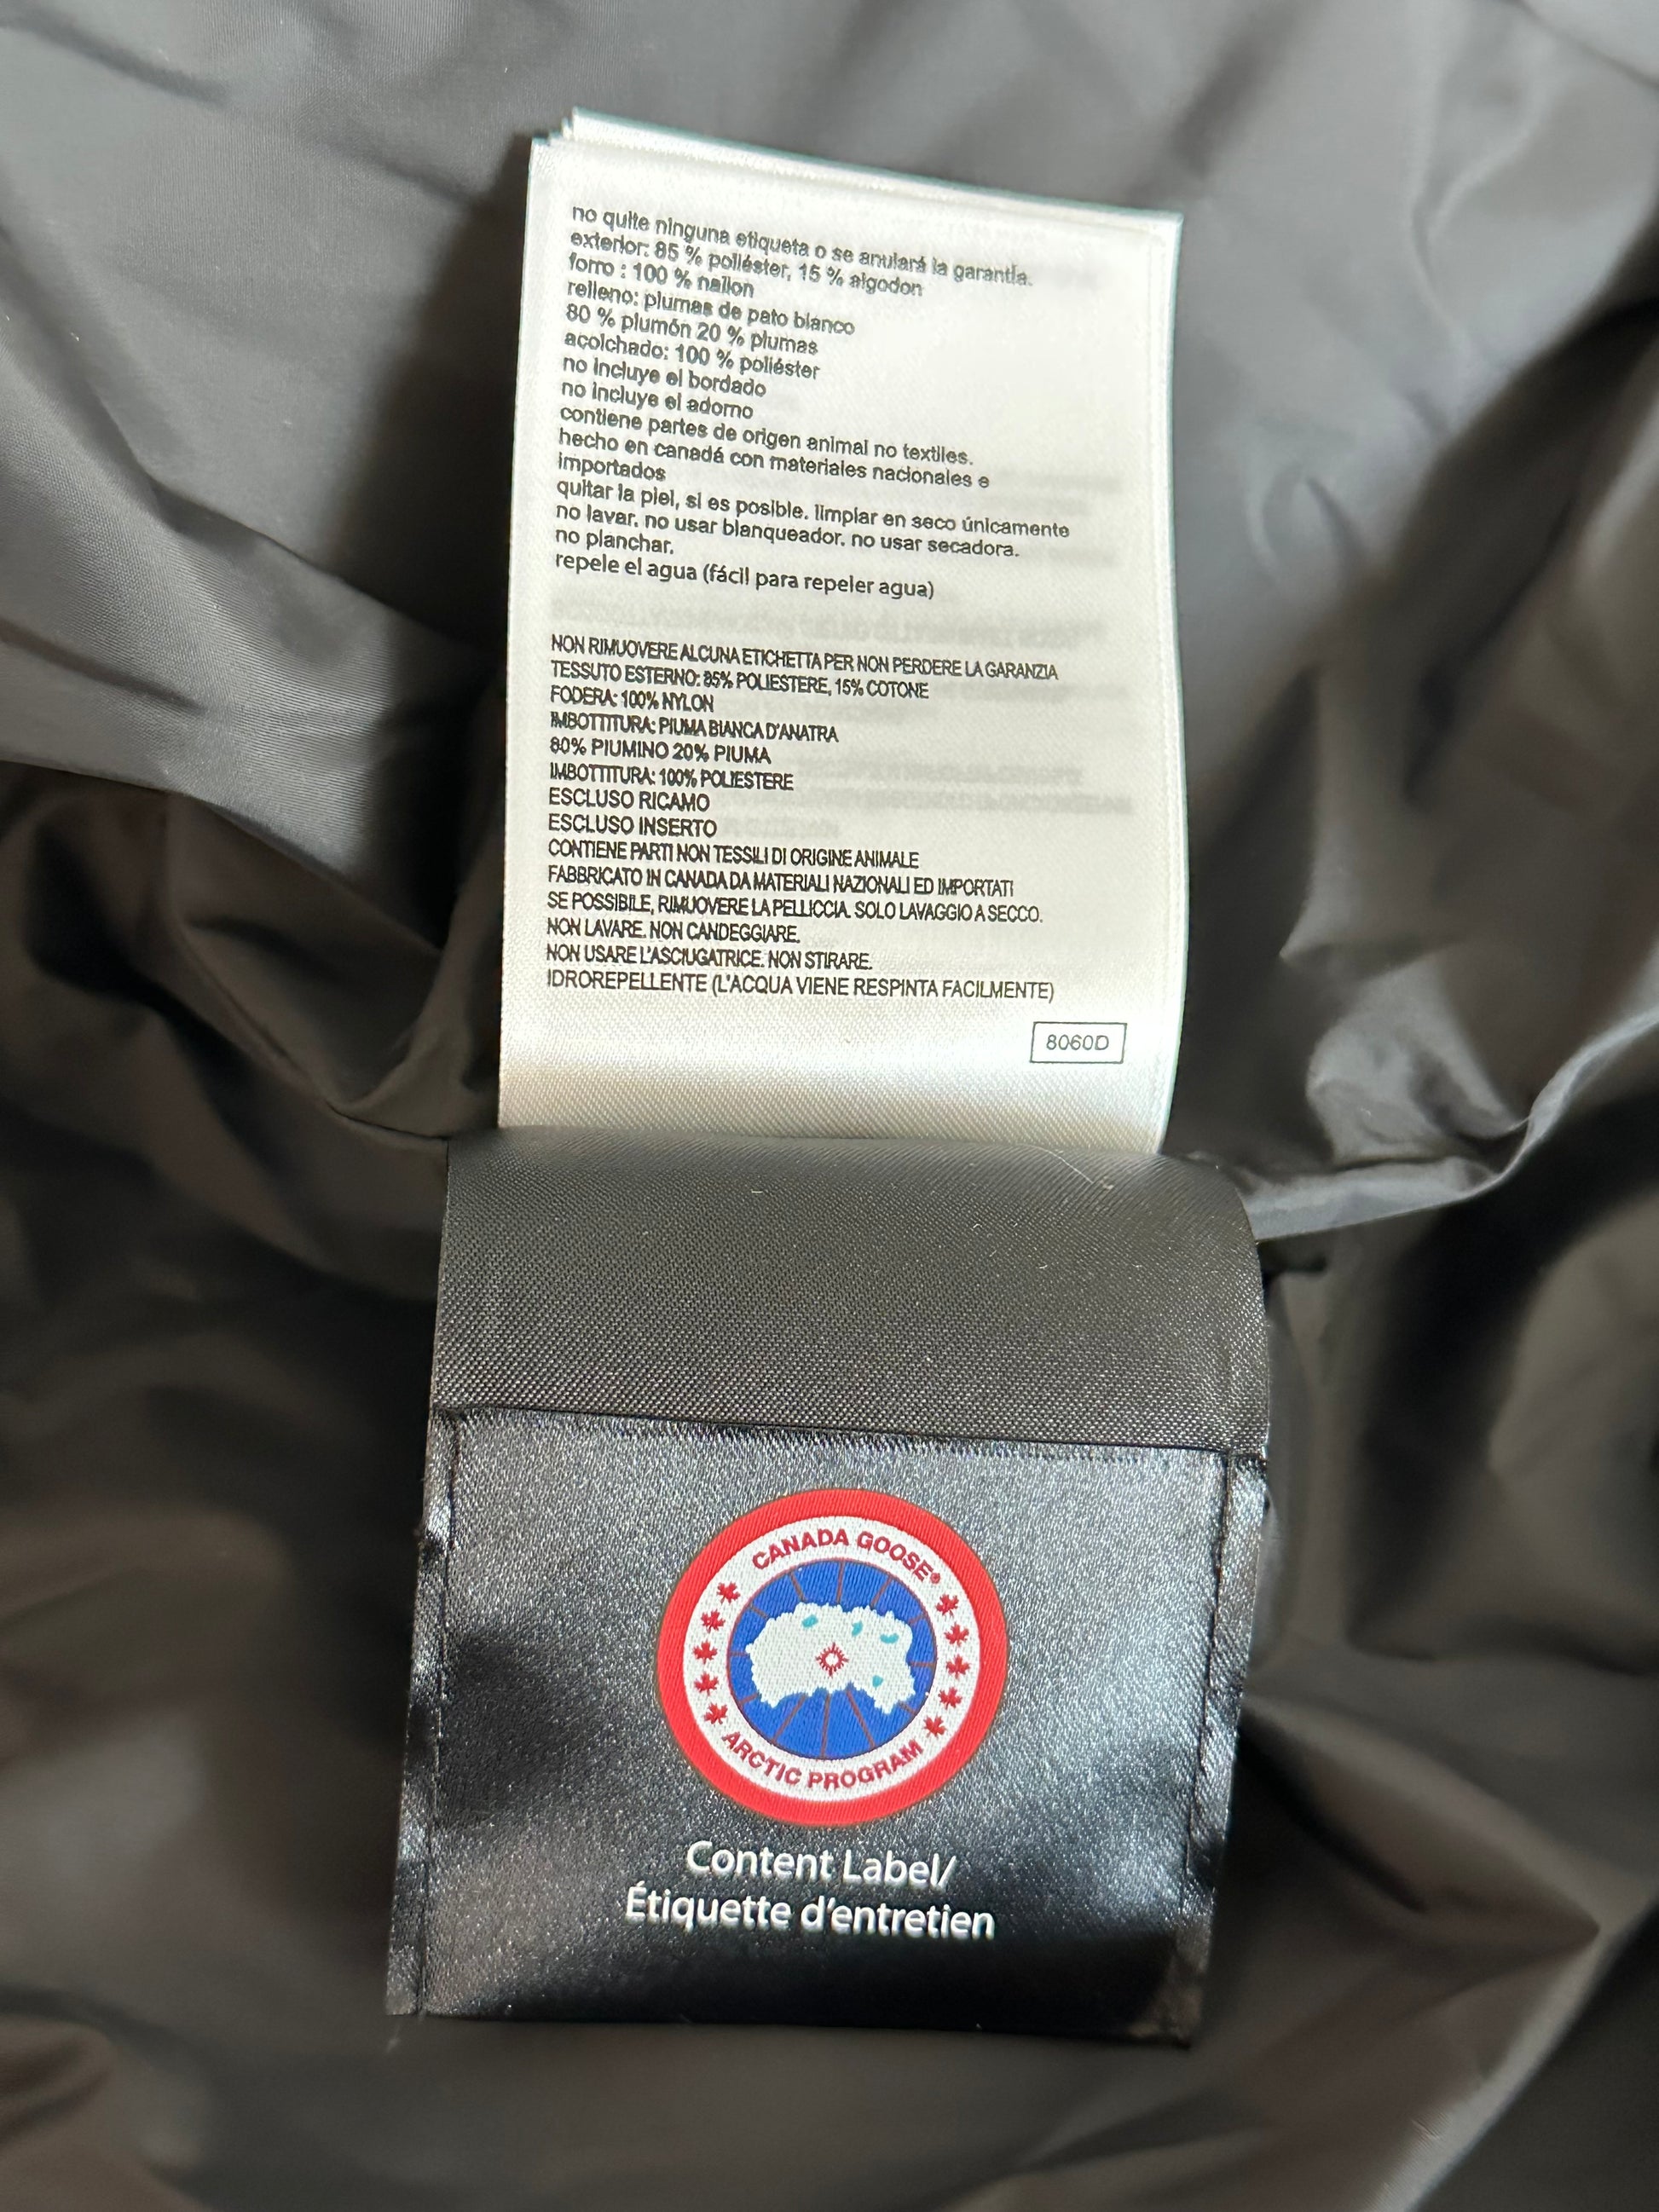 no quite ninguna etiqueta o se anulará la garantía.
exterior: 85 % poliéster, 15 % algodon
forro : 100 % nailon
relleno: plumas de pato blanco
80 % plumón 20 % plumas
acolchado: 100 % poliéster
no incluye el bordado
no incluye el adorno
contiene partes de origen animal no textiles.
hecho en canadá con materiales nacionales e
importados
quitar la piel, si es posible. limpiar en seco únicamente
no lavar. no usar blanqueador. no usar secadora.
no planchar.
repele el agua (fácil para repeler agua)
NON RIMUOVERE ALCUNA ETICHETTA PER NON PERDERE LA GARANZIA
TESSUTO ESTERNO: 85% POLIESTERE, 15% COTONE
FODERA: 100% NYLON
IMBOTTITURA: PIUMA BIANCA D'ANATRA
80% PIUMINO 20% PIUMA
IMBOTTITURA: 100% POLIESTERE
ESCLUSO RICAMO
ESCLUSO INSERTO
CONTIENE PARTI NON TESSILI DI ORIGINE ANIMALE
FABBRICATO IN CANADA DA MATERIALI NAZIONALI ED IMPORTATI
SE POSSIBILE, RIMUOVERE LA PELLICCIA. SOLO LAVAGGIO A SECCO.
NON LAVARE. NON CANDEGGIARE.
NON USARE L'ASCIUGATRICE. NON STIRARE.
IDROREPELLENTE (L'ACQUA VIENE RESPINTA FACILMENTE)
8060D
CANADA GOOSE®
ARCTIC PROGRAM
Content Label/
Étiquette d'entretien